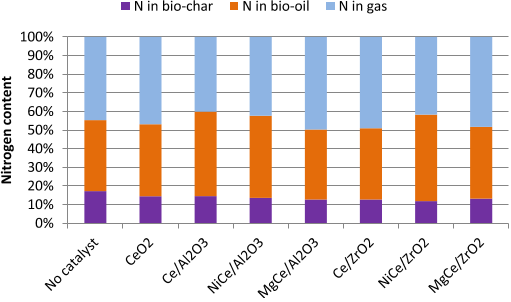 N in bio-char N in bio-oil N in gas
100%
90%
80%
70%
60%
50%
40%
30%
20%
10%
0%
Nitrogen content
No catalyst
CeO2
Ce/Al2O3
NiCe/Al2O3
MgCe/Al2O3
Ce/ZrO2
NiCe/ZrO2
MgCe/ZrO2